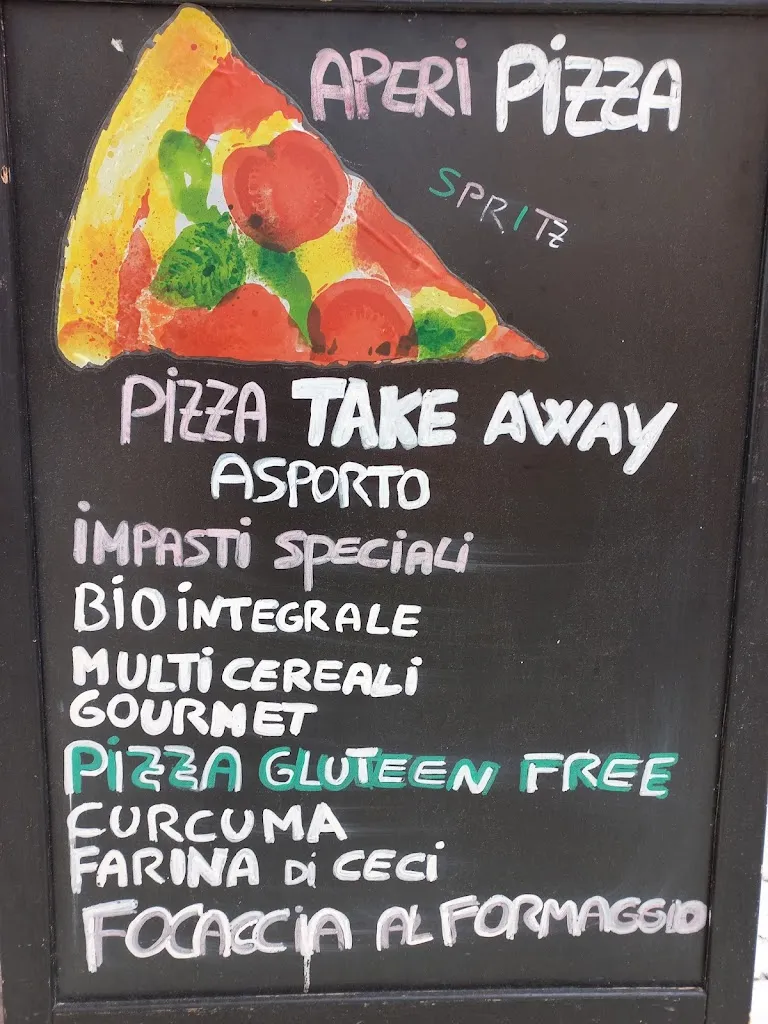 APERI PIZZA
SPRITZ
PIZZA TAKE AWAY
ASPORTO
IMPASTI SPECIALI
BIO INTEGRALE
MULTI CEREALI
GOURMET
PIZZA GLUTEEN FREE
CURCUMA
FARINA Di CECI
FOCACCIA AL FORMAGGIO